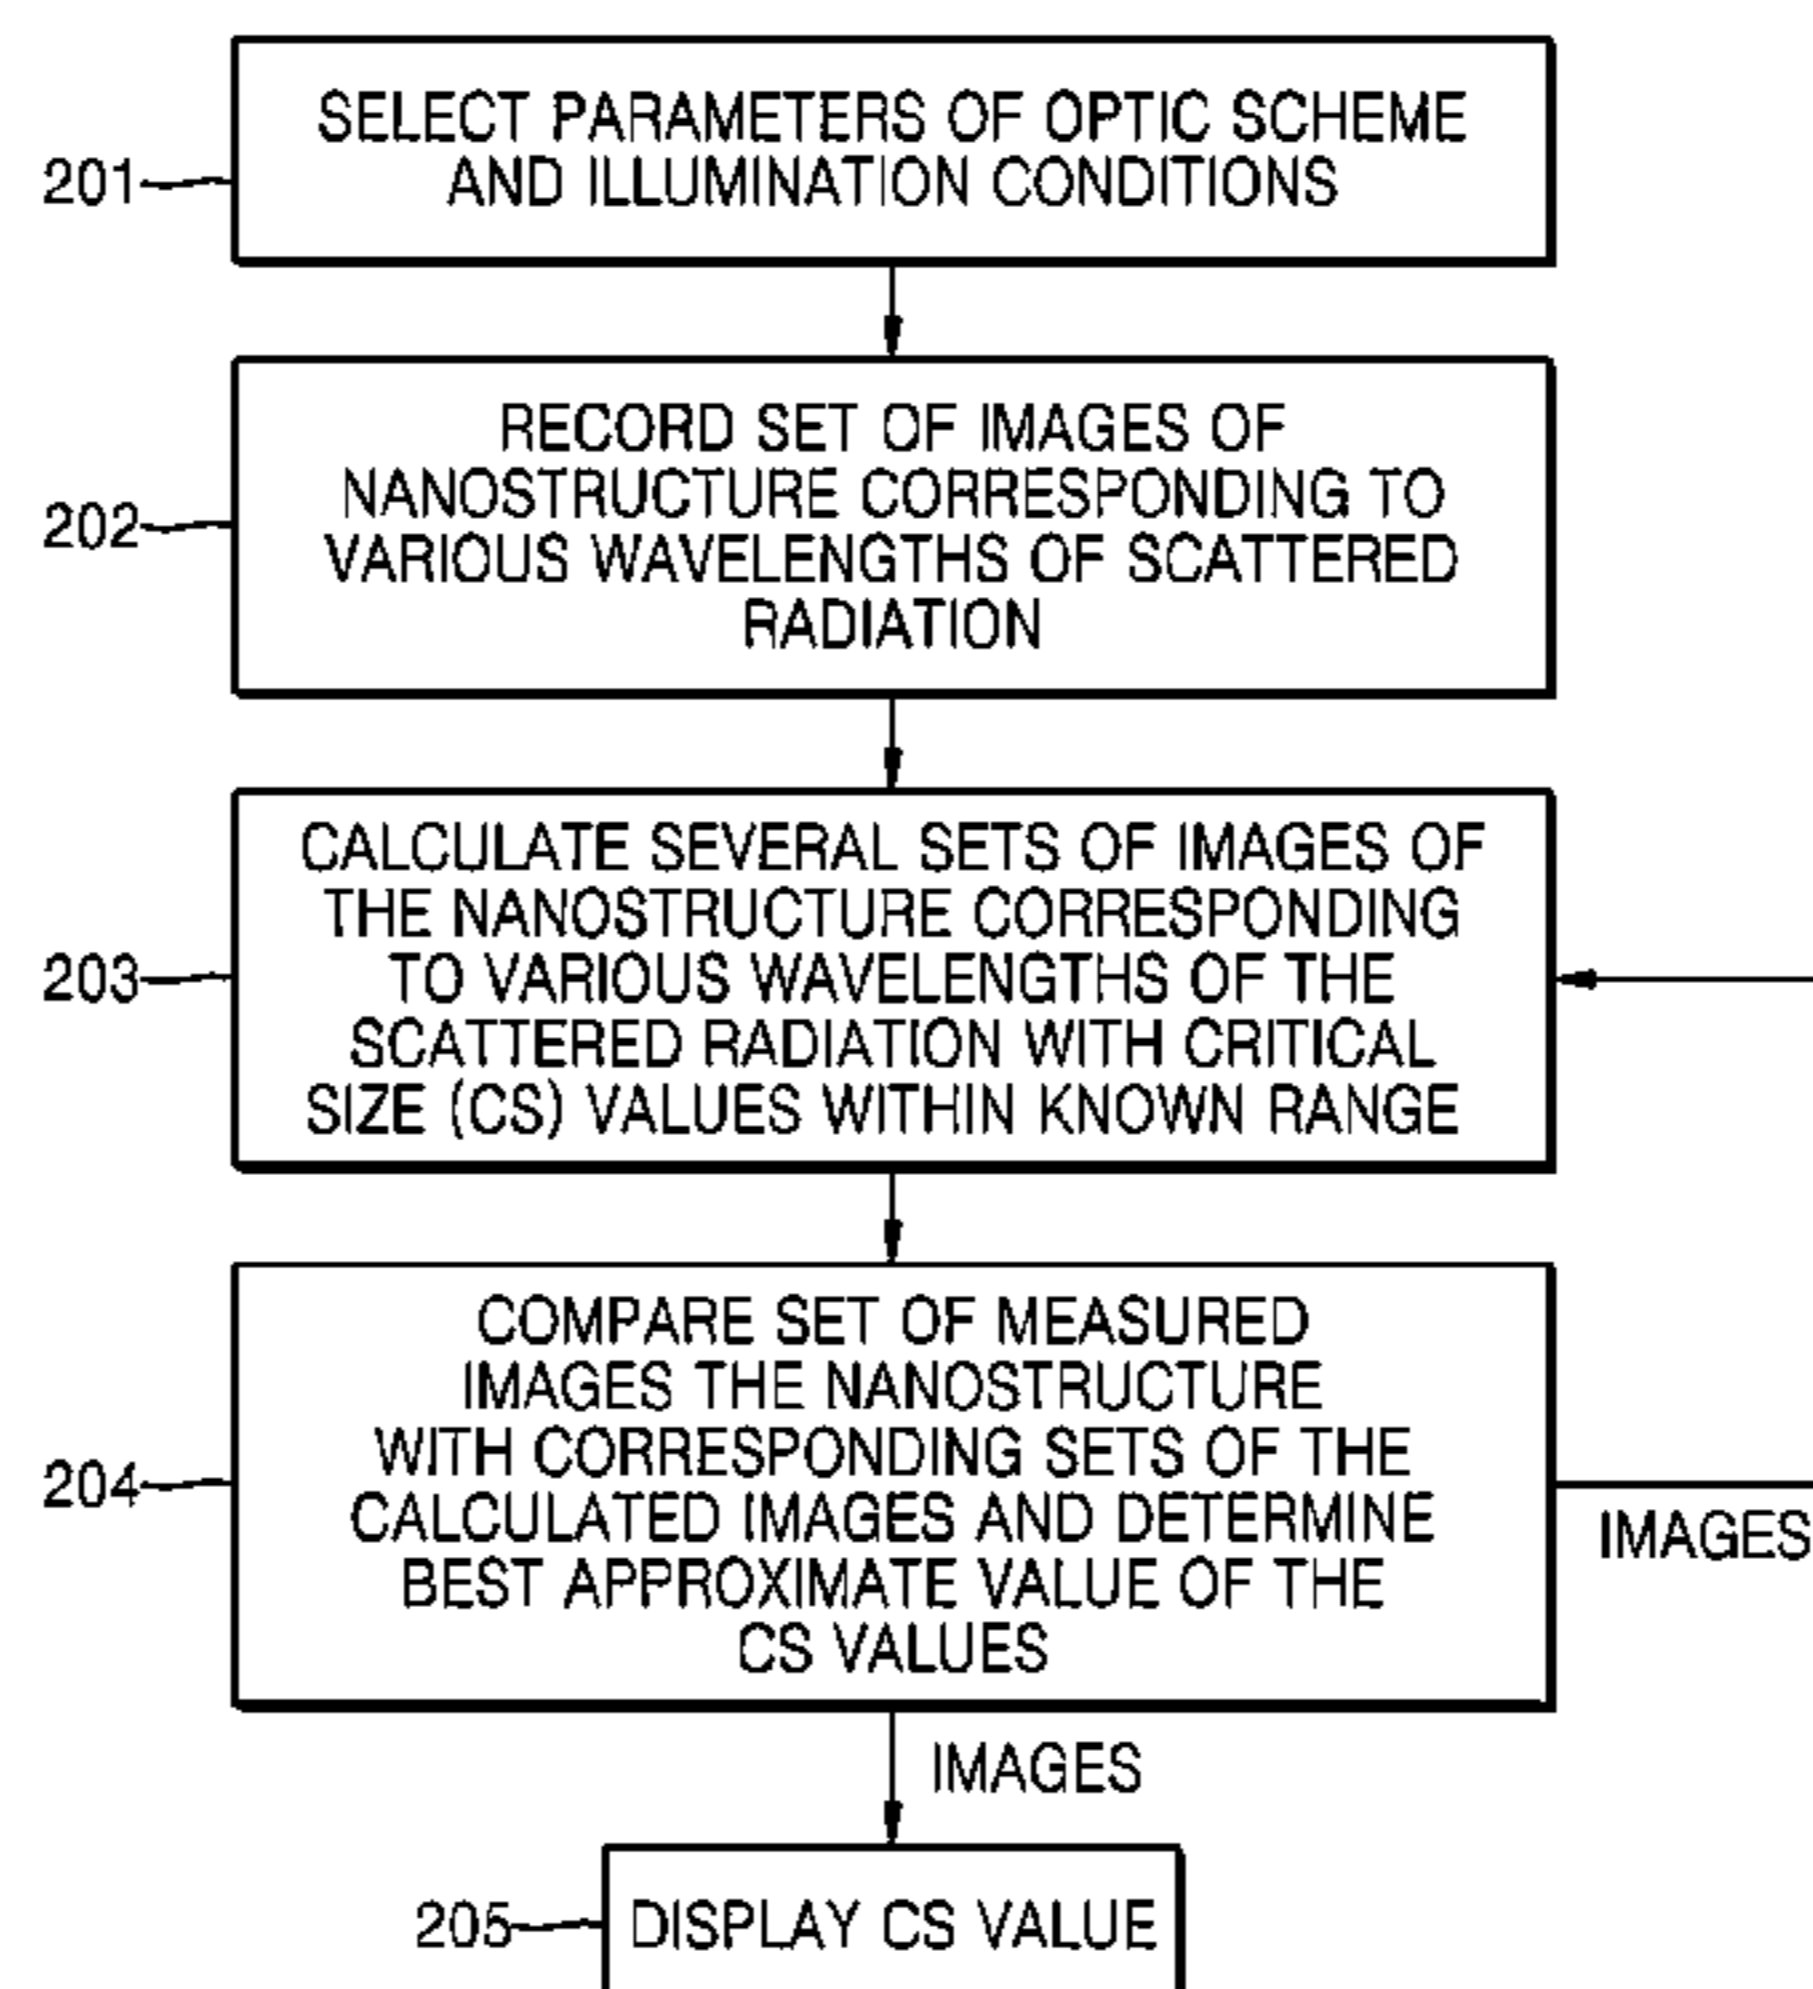 SELECT PARAMETERS OF OPTIC SCHEME
AND ILLUMINATION CONDITIONS
201
RECORD SET OF IMAGES OF
NANOSTRUCTURE CORRESPONDING TO
VARIOUS WAVELENGTHS OF SCATTERED
RADIATION
202
CALCULATE SEVERAL SETS OF IMAGES OF
THE NANOSTRUCTURE CORRESPONDING
TO VARIOUS WAVELENGTHS OF THE
SCATTERED RADIATION WITH CRITICAL
SIZE (CS) VALUES WITHIN KNOWN RANGE
203
COMPARE SET OF MEASURED
IMAGES THE NANOSTRUCTURE
WITH CORRESPONDING SETS OF THE
CALCULATED IMAGES AND DETERMINE
BEST APPROXIMATE VALUE OF THE
CS VALUES
204
IMAGES
IMAGES
205
DISPLAY CS VALUE